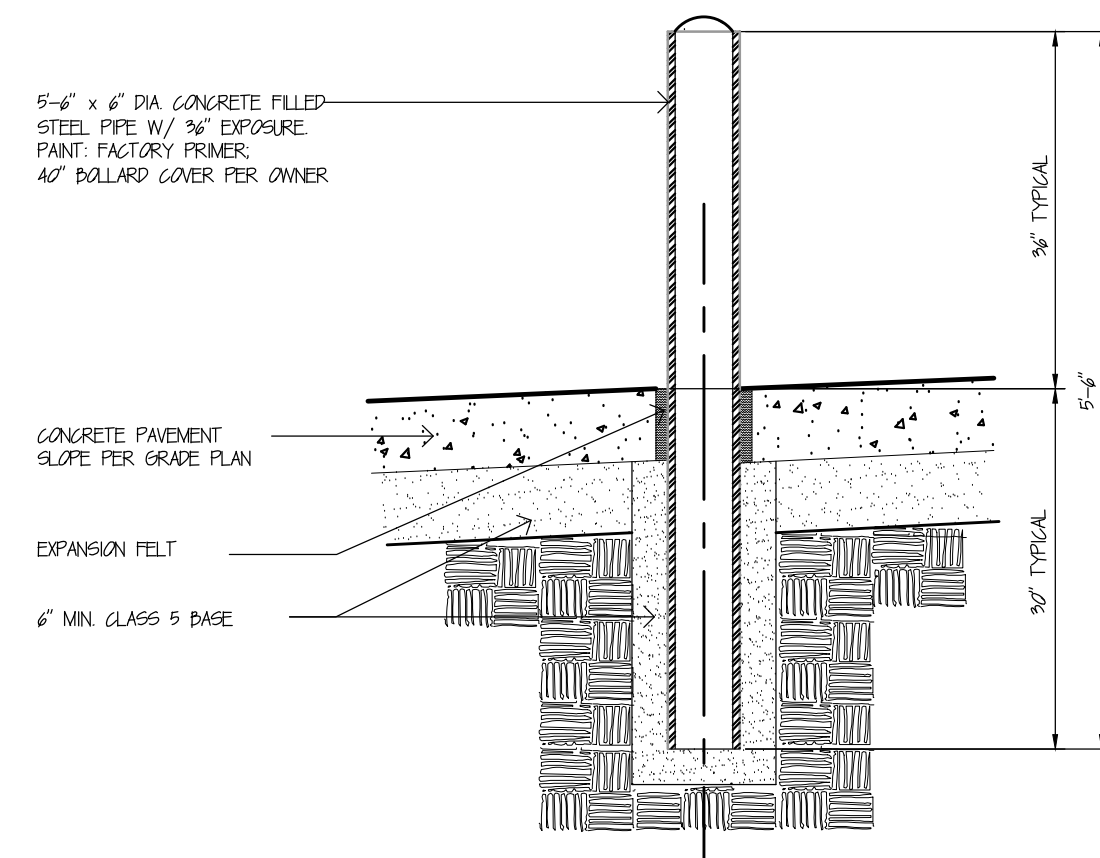 5'-6" x 6" DIA. CONCRETE FILLED
STEEL PIPE W/ 36" EXPOSURE.
PAINT: FACTORY PRIMER;
40" BOLLARD COVER PER OWNER
36" TYPICAL
5'-6"
CONCRETE PAVEMENT
SLOPE PER GRADE PLAN
EXPANSION FELT
30" TYPICAL
6" MIN. CLASS 5 BASE